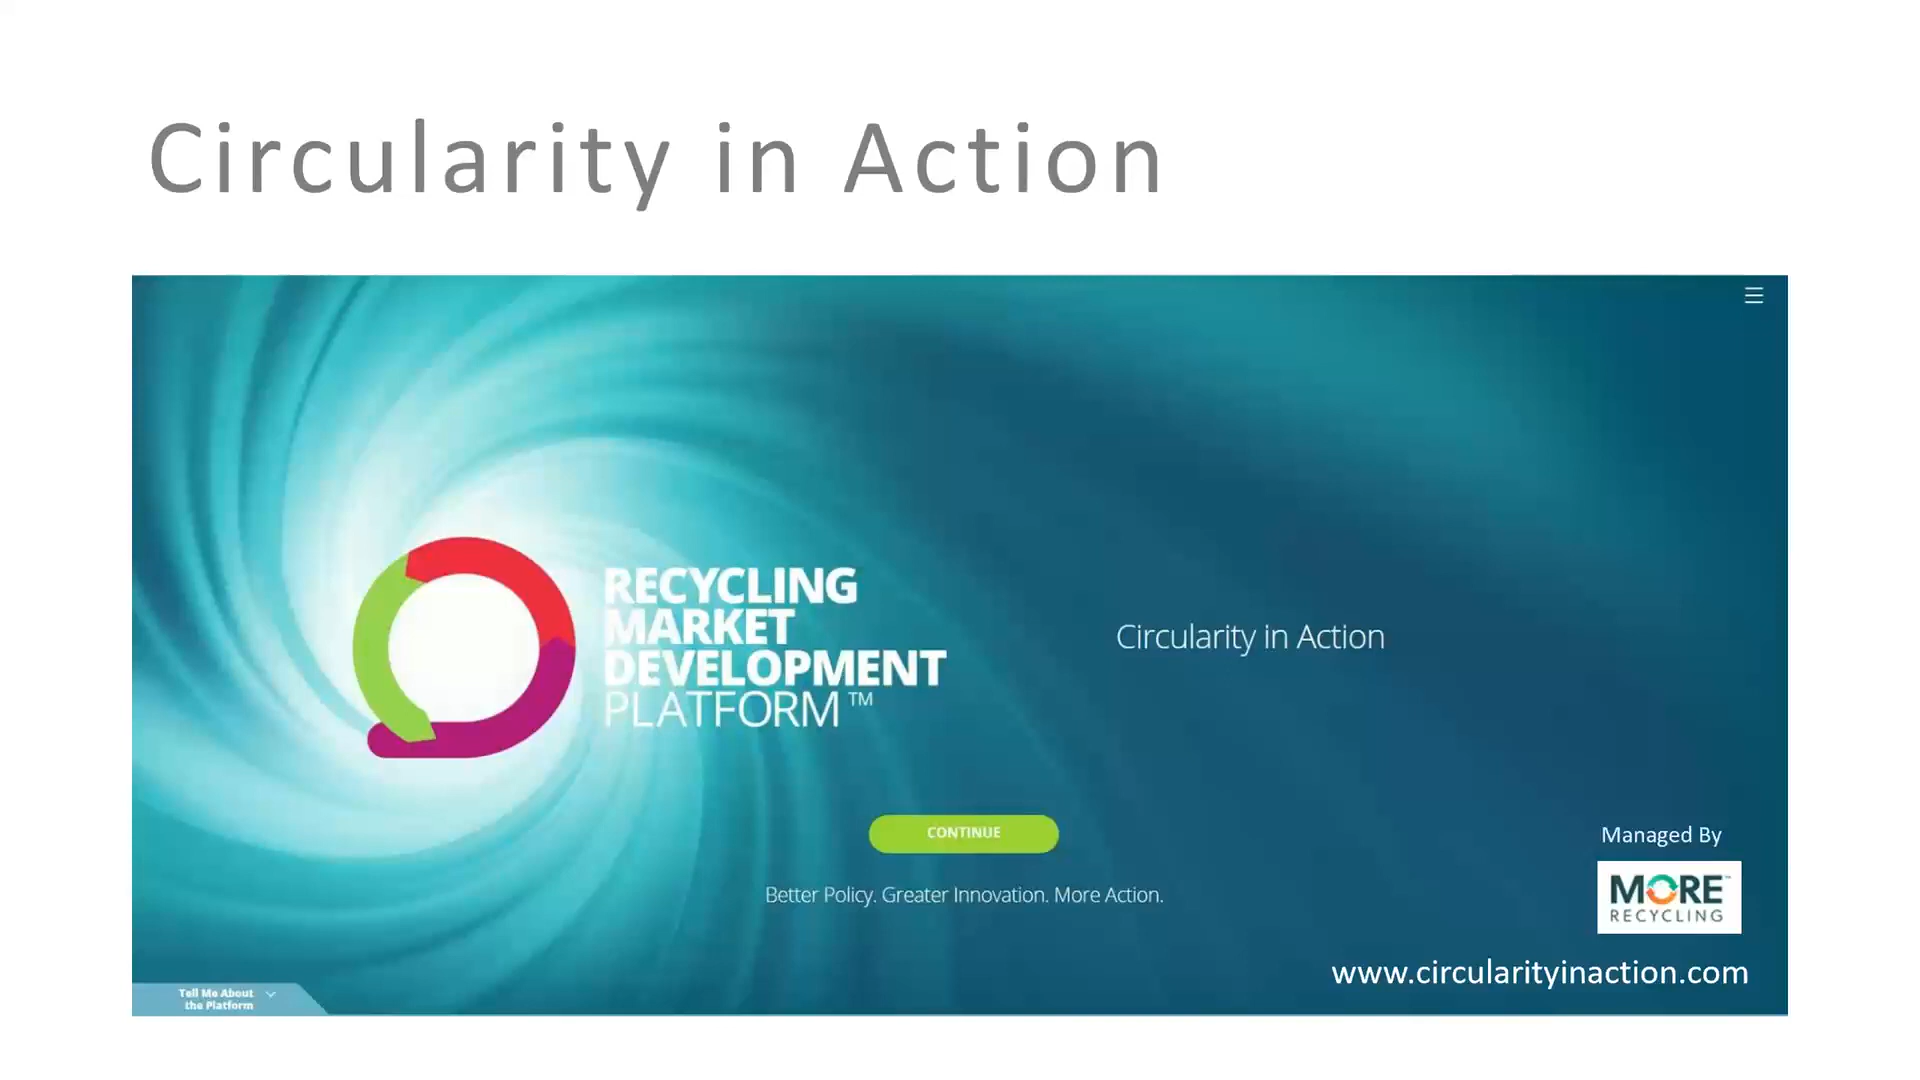 Circularity in Action
RECYCLING
MARKET
DEVELOPMENT
PLATFORM™
Circularity in Action
CONTINUE
Better Policy. Greater Innovation. More Action.
Managed By
MORE™
RECYCLING
www.circularityinaction.com
Tell Me About
the Platform